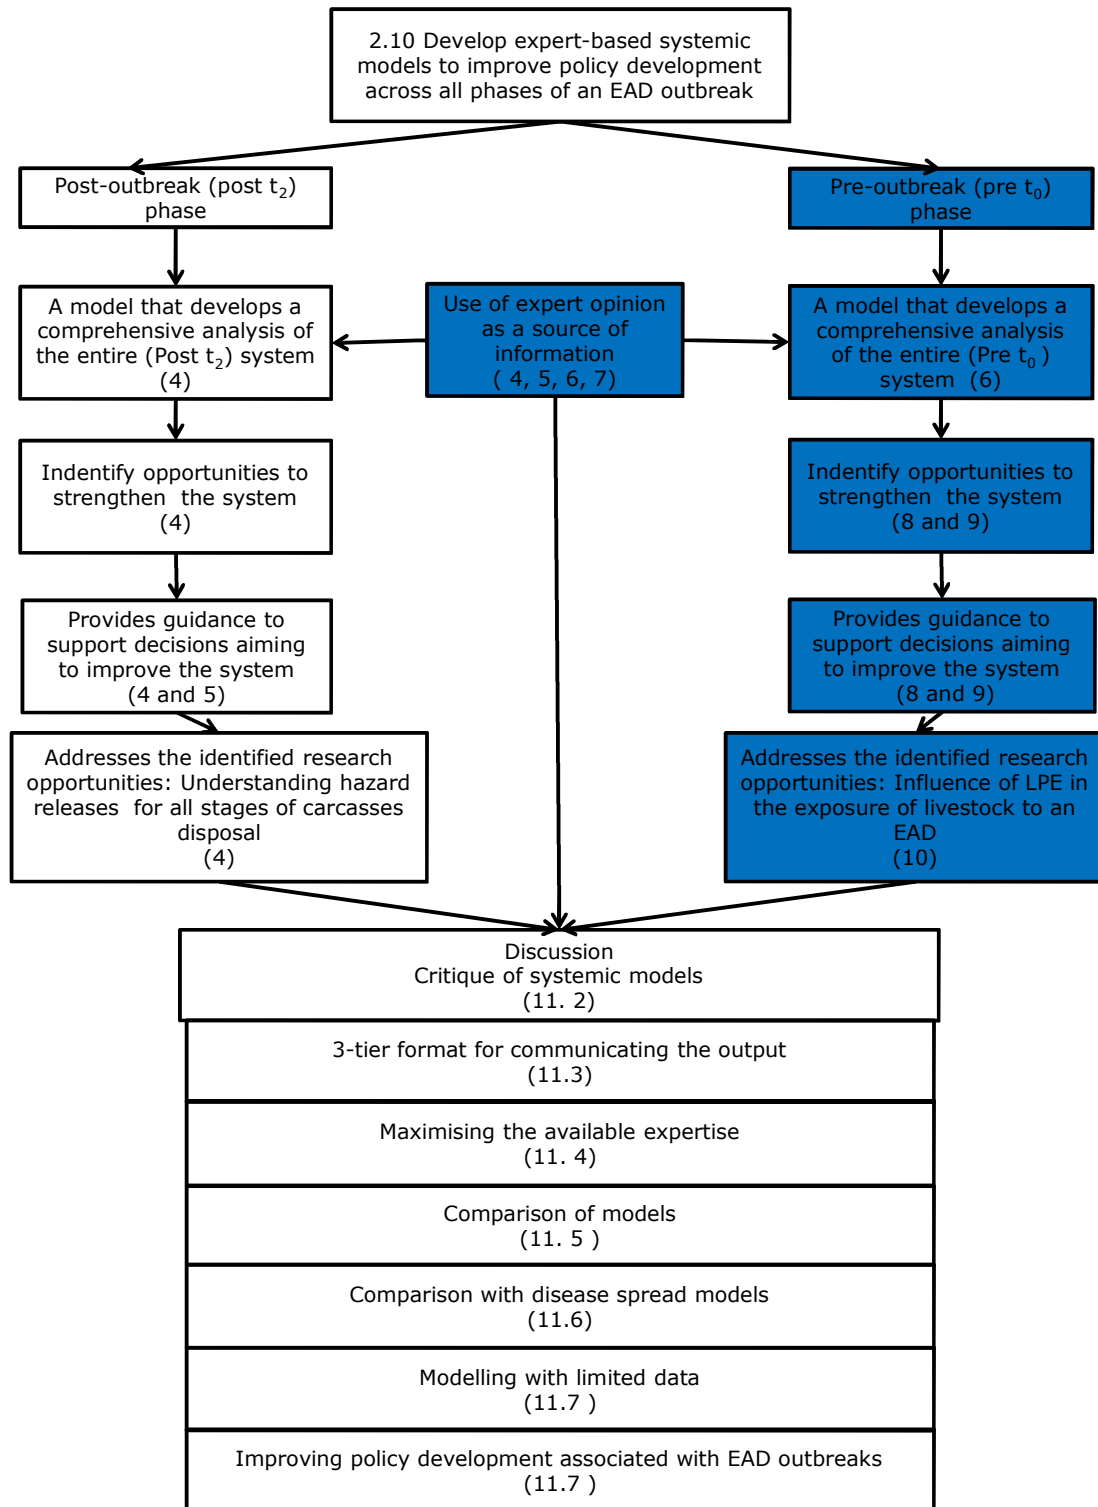 2.10 Develop expert-based systemic
models to improve policy development
across all phases of an EAD outbreak
Post-outbreak (post t₂)
phase
Pre-outbreak (pre t₀)
phase
A model that develops a
comprehensive analysis of
the entire (Post t₂) system
(4)
Use of expert opinion
as a source of
information
( 4, 5, 6, 7)
A model that develops a
comprehensive analysis
of the entire (Pre t₀ )
system (6)
Indentify opportunities to
strengthen the system
(4)
Indentify opportunities to
strengthen the system
(8 and 9)
Provides guidance to
support decisions aiming
to improve the system
(4 and 5)
Provides guidance to
support decisions aiming
to improve the system
(8 and 9)
Addresses the identified research
opportunities: Understanding hazard
releases for all stages of carcasses
disposal
(4)
Addresses the identified research
opportunities: Influence of LPE in
the exposure of livestock to an
EAD
(10)
Discussion
Critique of systemic models
(11. 2)
3-tier format for communicating the output
(11.3)
Maximising the available expertise
(11. 4)
Comparison of models
(11. 5 )
Comparison with disease spread models
(11.6)
Modelling with limited data
(11.7 )
Improving policy development associated with EAD outbreaks
(11.7 )